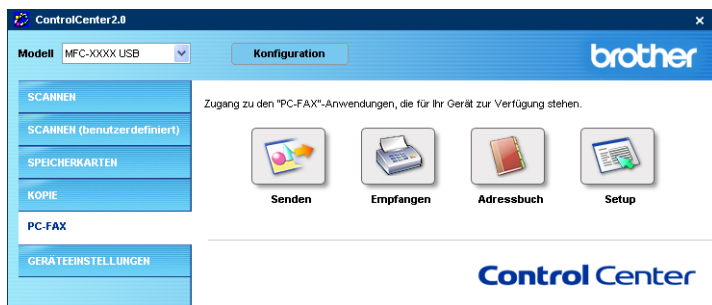 ControlCenter2.0
Modell MFC-XXXX USB Konfiguration brother
SCANNEN
SCANNEN (benutzerdefiniert)
SPEICHERKARTEN
KOPIE
PC-FAX
GERÄTEEINSTELLUNGEN
Zugang zu den "PC-FAX"-Anwendungen, die für Ihr Gerät zur Verfügung stehen.
Senden Empfangen Adressbuch Setup
Control Center